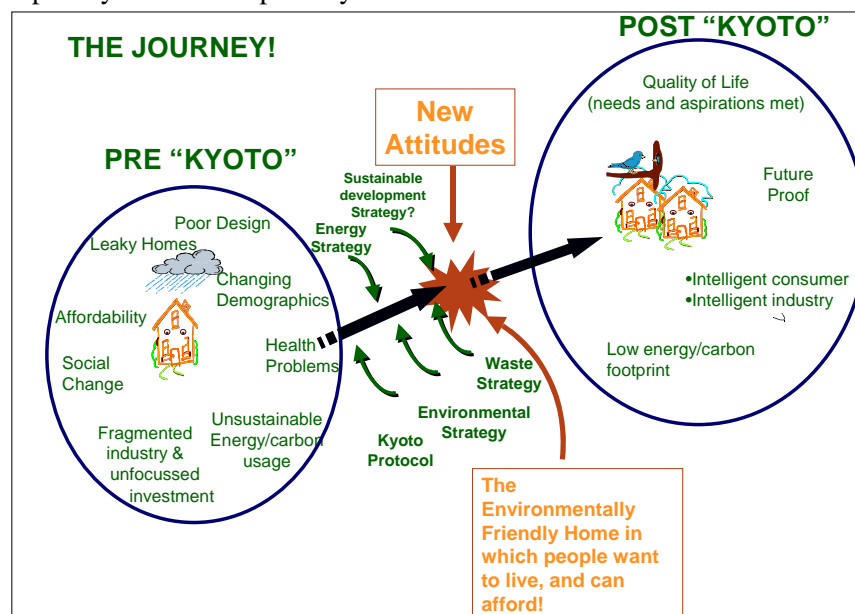 THE JOURNEY!
POST “KYOTO”
PRE “KYOTO”
Poor Design
Leaky Homes
Changing
Demographics
Affordability
Health
Problems
Social
Change
Unsustainable
Energy/carbon
usage
Fragmented
industry &
unfocussed
investment
New
Attitudes
Sustainable
development
Strategy?
Energy
Strategy
Waste
Strategy
Environmental
Strategy
Kyoto
Protocol
The
Environmentally
Friendly Home in
which people want
to live, and can
afford!
Quality of Life
(needs and aspirations met)
Future
Proof
•Intelligent consumer
•Intelligent industry
Low energy/carbon
footprint